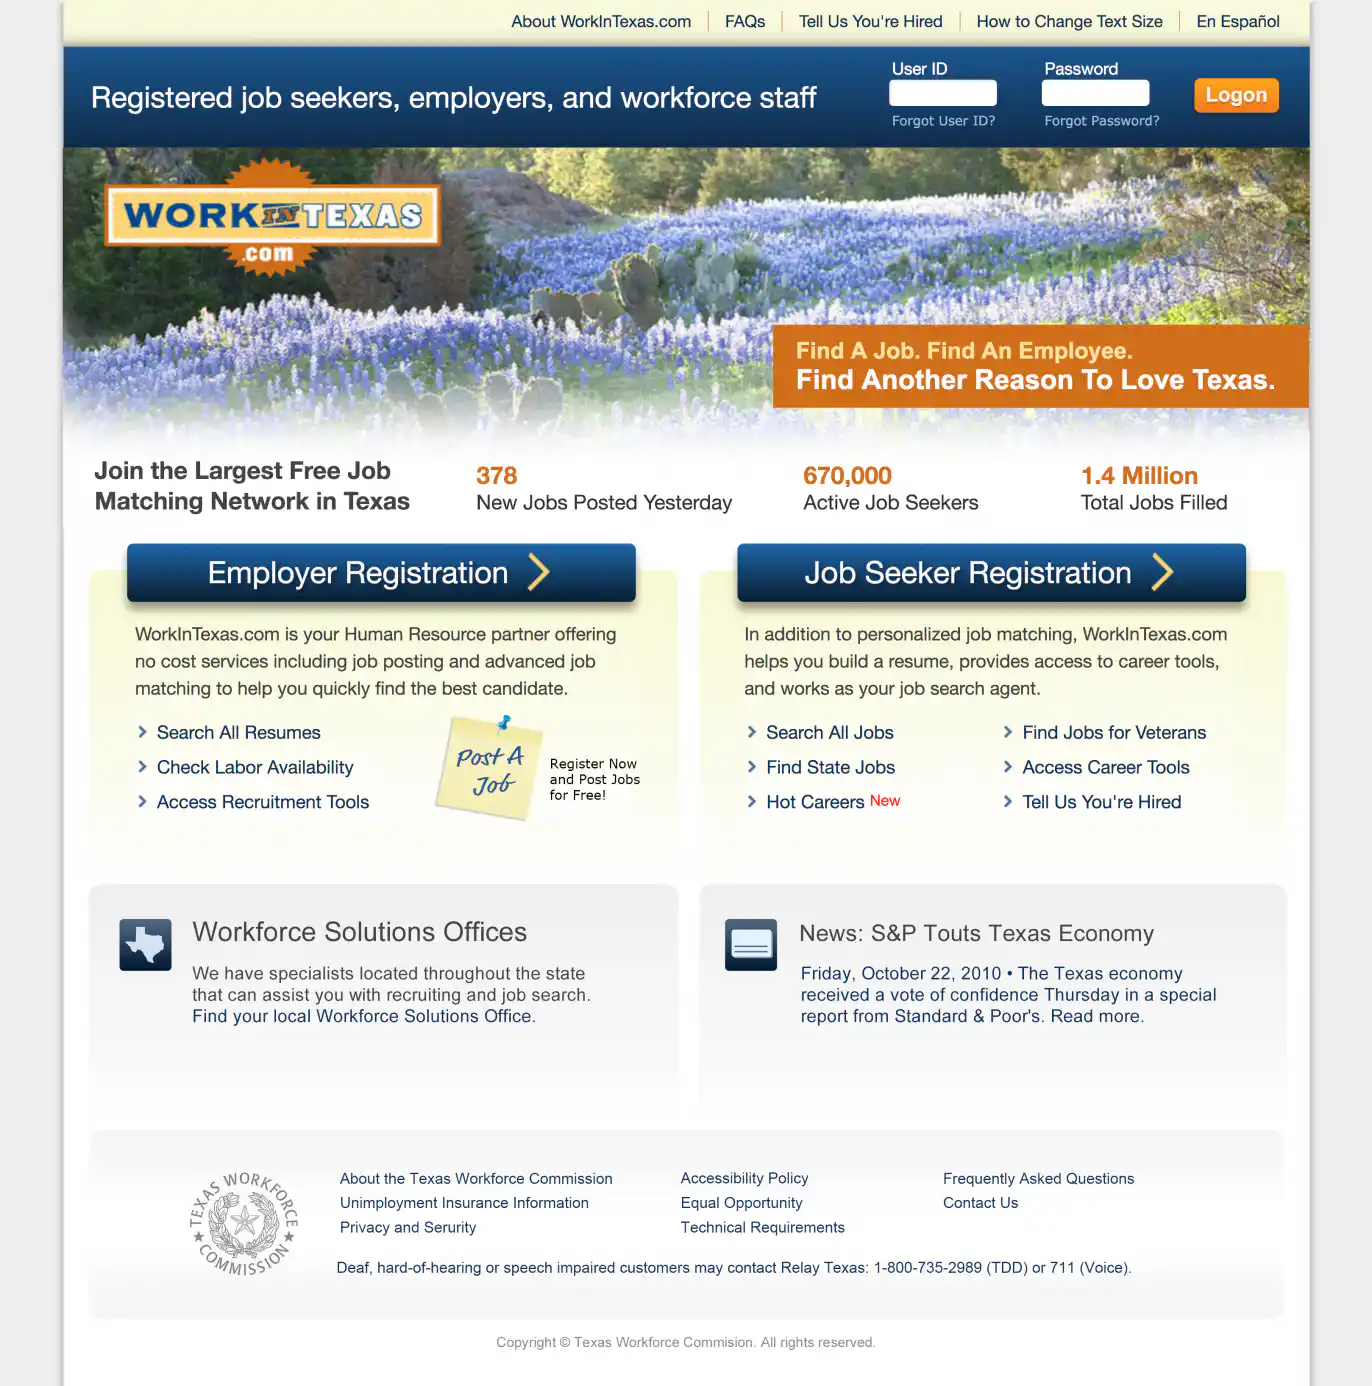 About WorkInTexas.com
FAQs
Tell Us You're Hired
How to Change Text Size
En Español
Registered job seekers, employers, and workforce staff
User ID
Forgot User ID?
Password
Forgot Password?
Logon
WORK IN TEXAS
.com
Find A Job. Find An Employee.
Find Another Reason To Love Texas.
Join the Largest Free Job
Matching Network in Texas
378
New Jobs Posted Yesterday
670,000
Active Job Seekers
1.4 Million
Total Jobs Filled
Employer Registration
WorkInTexas.com is your Human Resource partner offering
no cost services including job posting and advanced job
matching to help you quickly find the best candidate.
Search All Resumes
Check Labor Availability
Access Recruitment Tools
Post A
Job
Register Now
and Post Jobs
for Free!
Job Seeker Registration
In addition to personalized job matching, WorkInTexas.com
helps you build a resume, provides access to career tools,
and works as your job search agent.
Search All Jobs
Find State Jobs
Hot Careers New
Find Jobs for Veterans
Access Career Tools
Tell Us You're Hired
Workforce Solutions Offices
We have specialists located throughout the state
that can assist you with recruiting and job search.
Find your local Workforce Solutions Office.
News: S&P Touts Texas Economy
Friday, October 22, 2010 • The Texas economy
received a vote of confidence Thursday in a special
report from Standard & Poor's. Read more.
TEXAS WORKFORCE
COMMISSION
About the Texas Workforce Commission
Unimployment Insurance Information
Privacy and Serurity
Accessibility Policy
Equal Opportunity
Technical Requirements
Frequently Asked Questions
Contact Us
Deaf, hard-of-hearing or speech impaired customers may contact Relay Texas: 1-800-735-2989 (TDD) or 711 (Voice).
Copyright © Texas Workforce Commision. All rights reserved.